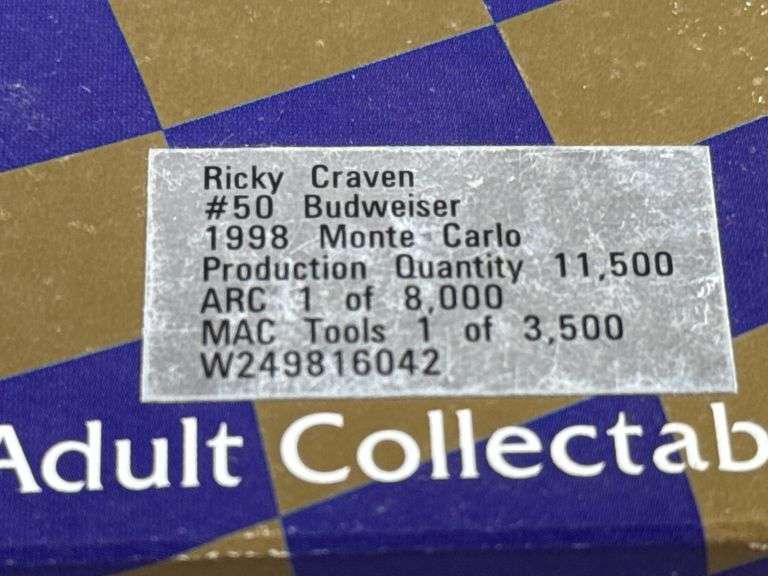 Ricky Craven
#50 Budweiser
1998 Monte Carlo
Production Quantity 11,500
ARC 1 of 8,000
MAC Tools 1 of 3,500
W249816042
Adult Collectab